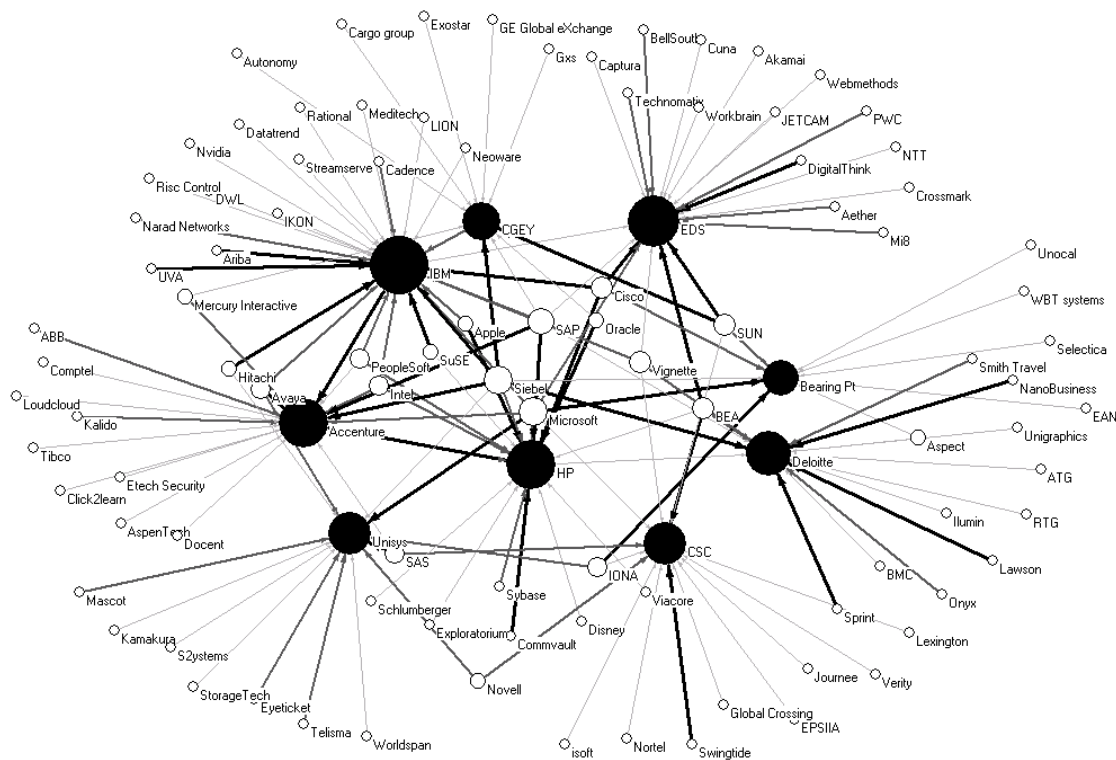 Cargo group
Exostar
GE Global eXchange
Gxs
BellSouth
Cuna
Akamai
Autonomy
Captura
Webmethods
Technomatix
Workbrain
JETCAM
PWC
Rational
Meditech
LION
Datatrend
Neoware
NTT
Nvidia
Streamserve
Cadence
DigitalThink
Risc Control
DWL
Crossmark
IKON
Aether
Narad Networks
CGEY
EDS
Mi8
Ariba
IBM
Unocal
UVA
Cisco
Mercury Interactive
WBT systems
Apple
SAP
Oracle
SUN
ABB
Selectica
PeopleSoft
SuSE
Vignette
Smith Travel
Comptel
Hitachi
Siebel
Bearing Pt
NanoBusiness
Intel
Avaya
Loudcloud
Microsoft
BEA
EAN
Kalido
Accenture
Aspect
Unigraphics
Tibco
HP
Deloitte
ATG
Etech Security
Click2learn
Ilumin
RTG
AspenTech
Docent
Unisys
SAS
CSC
IONA
BMC
Lawson
Mascot
Sybase
Viacore
Onyx
Schlumberger
Sprint
Kamakura
Exploratorium
Commvault
Disney
Lexington
S2ystems
Novell
Journee
Verity
StorageTech
Eyeticket
Global Crossing
EPSIIA
Telisma
Worldspan
isoft
Nortel
Swingtide